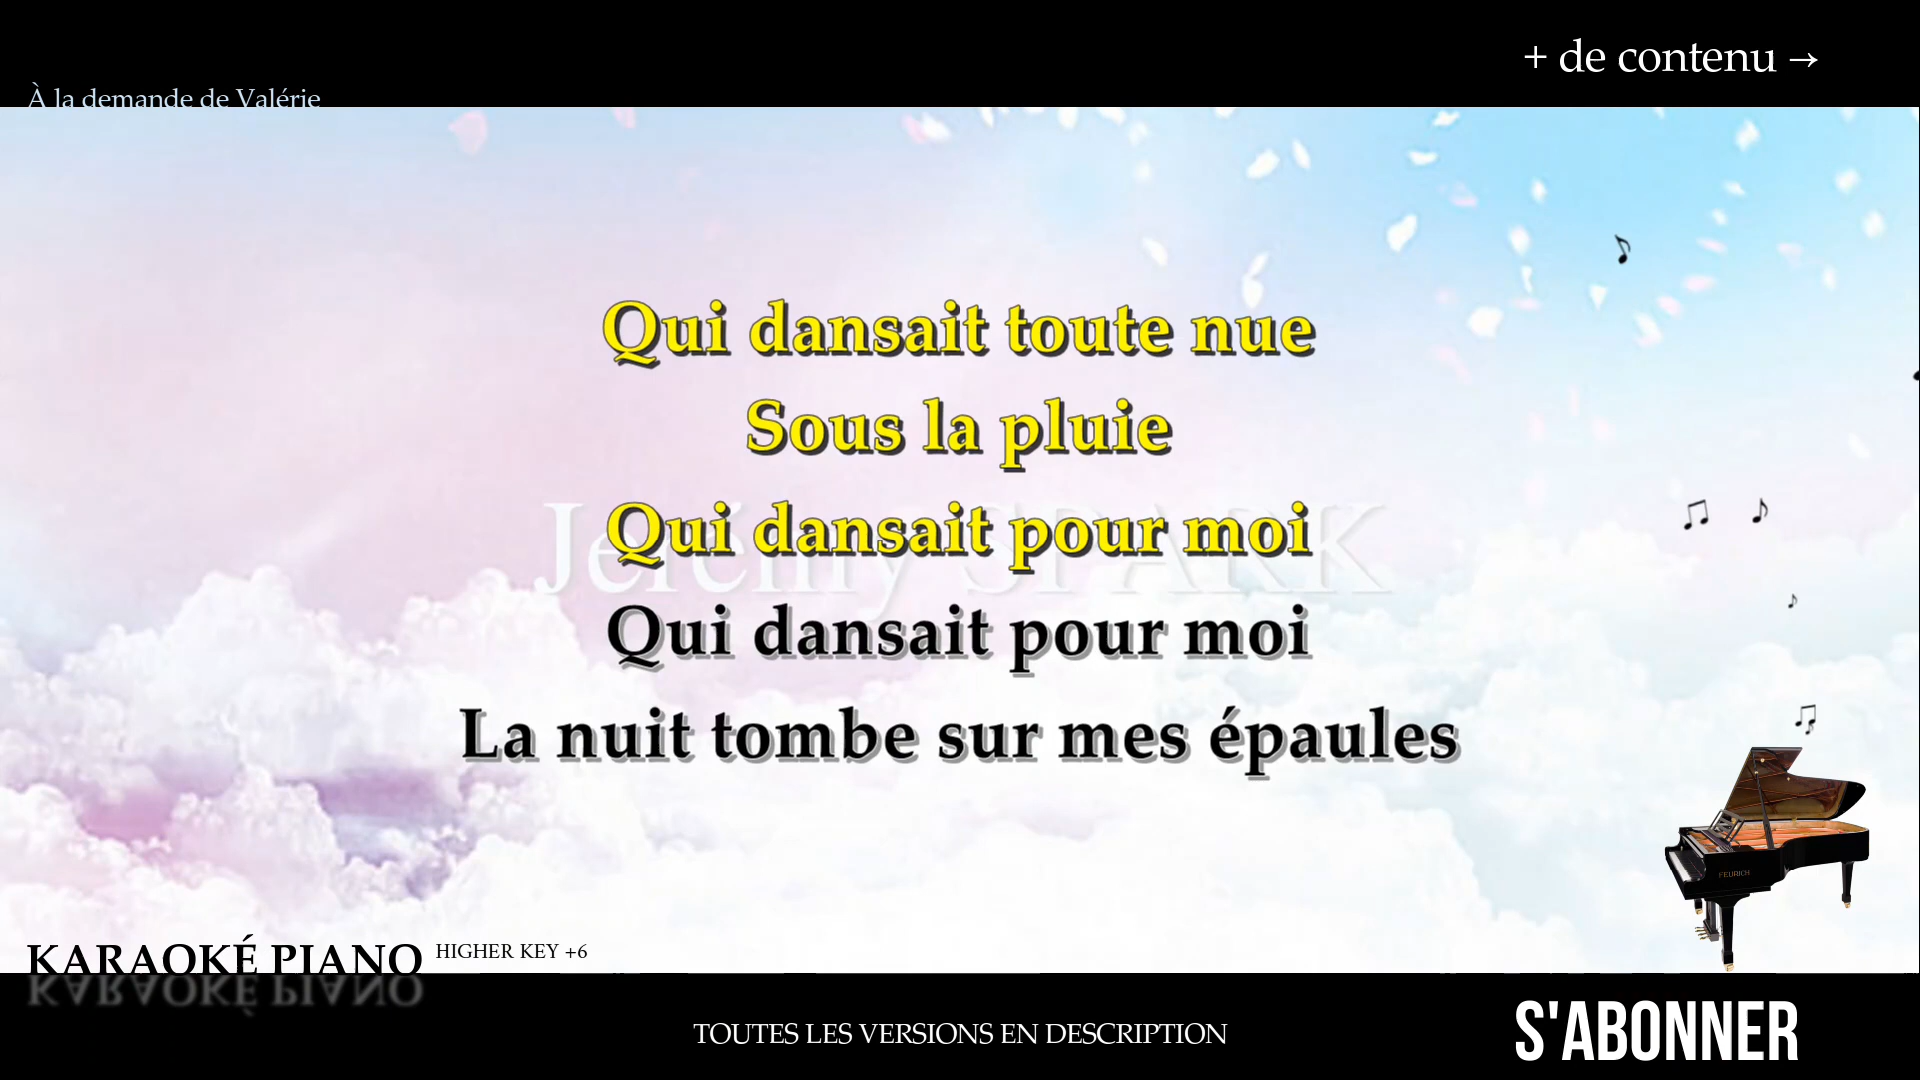 + de contenu →
À la demande de Valérie
Qui dansait toute nue
Sous la pluie
Qui dansait pour moi
Jérémy SPARK
Qui dansait pour moi
La nuit tombe sur mes épaules
FEURICH
KARAOKÉ PIANO HIGHER KEY +6
TOUTES LES VERSIONS EN DESCRIPTION
S'ABONNER